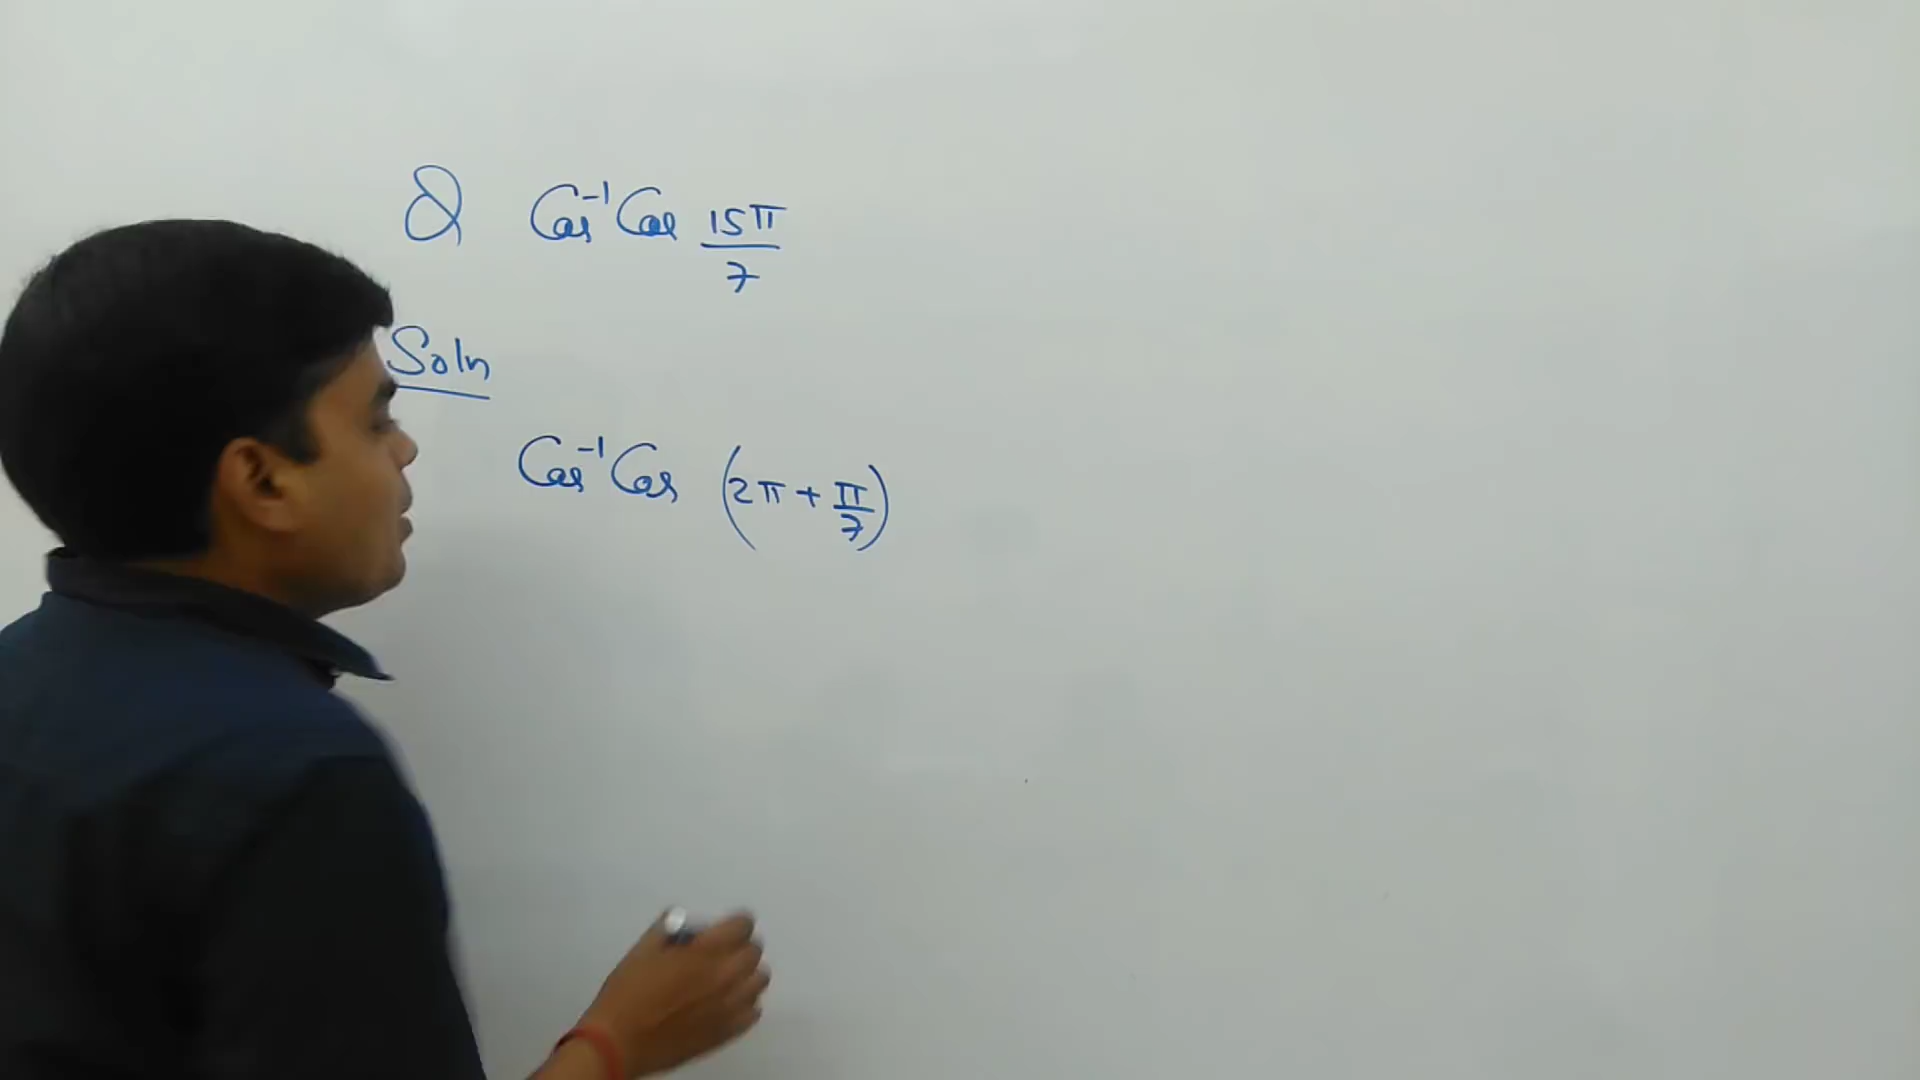 Q Cos⁻¹ Cos 15π/7
Soln
Cos⁻¹ Cos (2π + π/7)